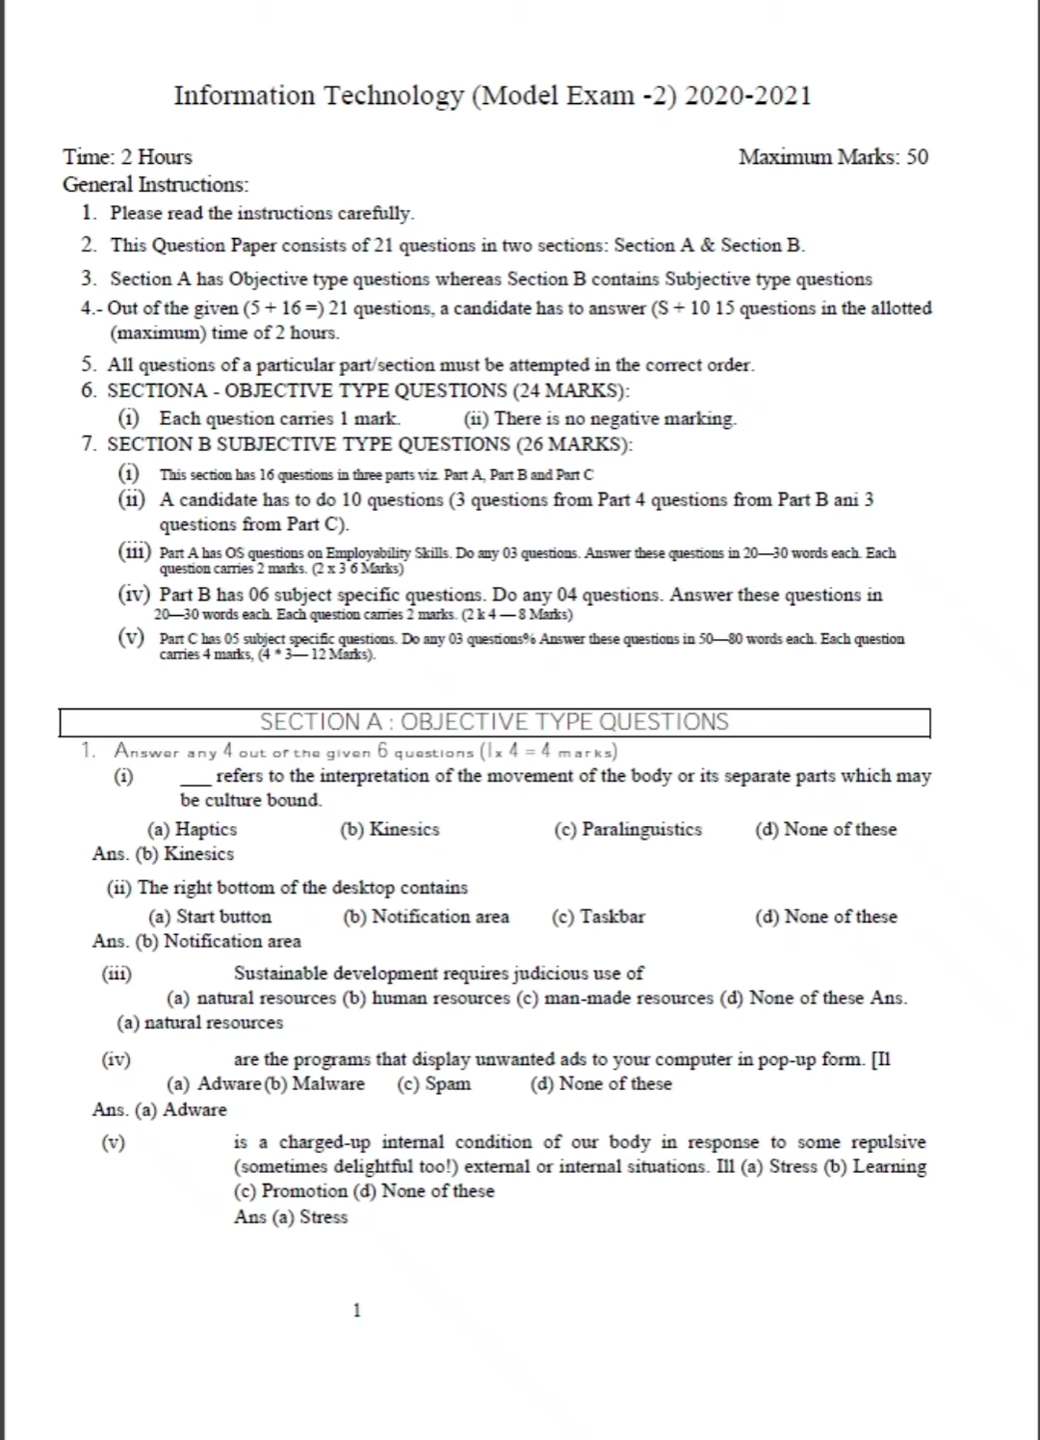 Information Technology (Model Exam -2) 2020-2021
Time: 2 Hours Maximum Marks: 50
General Instructions:
1. Please read the instructions carefully.
2. This Question Paper consists of 21 questions in two sections: Section A & Section B.
3. Section A has Objective type questions whereas Section B contains Subjective type questions
4.- Out of the given (5 + 16 =) 21 questions, a candidate has to answer (S + 10 15 questions in the allotted
(maximum) time of 2 hours.
5. All questions of a particular part/section must be attempted in the correct order.
6. SECTIONA - OBJECTIVE TYPE QUESTIONS (24 MARKS):
(i) Each question carries 1 mark. (ii) There is no negative marking.
7. SECTION B SUBJECTIVE TYPE QUESTIONS (26 MARKS):
(i) This section has 16 questions in three parts viz. Part A, Part B and Part C
(ii) A candidate has to do 10 questions (3 questions from Part 4 questions from Part B ani 3
questions from Part C).
(iii) Part A has OS questions on Employability Skills. Do any 03 questions. Answer these questions in 20—30 words each. Each
question carries 2 marks. (2 x 3 6 Marks)
(iv) Part B has 06 subject specific questions. Do any 04 questions. Answer these questions in
20—30 words each. Each question carries 2 marks. (2 k 4 — 8 Marks)
(v) Part C has 05 subject specific questions. Do any 03 questions% Answer these questions in 50—80 words each. Each question
carries 4 marks, (4 * 3— 12 Marks).
SECTION A : OBJECTIVE TYPE QUESTIONS
1. Answer any 4 out of the given 6 questions (l x 4 = 4 marks)
(i) ___ refers to the interpretation of the movement of the body or its separate parts which may
be culture bound.
(a) Haptics (b) Kinesics (c) Paralinguistics (d) None of these
Ans. (b) Kinesics
(ii) The right bottom of the desktop contains
(a) Start button (b) Notification area (c) Taskbar (d) None of these
Ans. (b) Notification area
(iii) Sustainable development requires judicious use of
(a) natural resources (b) human resources (c) man-made resources (d) None of these Ans.
(a) natural resources
(iv) are the programs that display unwanted ads to your computer in pop-up form. [Il
(a) Adware (b) Malware (c) Spam (d) None of these
Ans. (a) Adware
(v) is a charged-up internal condition of our body in response to some repulsive
(sometimes delightful too!) external or internal situations. Ill (a) Stress (b) Learning
(c) Promotion (d) None of these
Ans (a) Stress
1